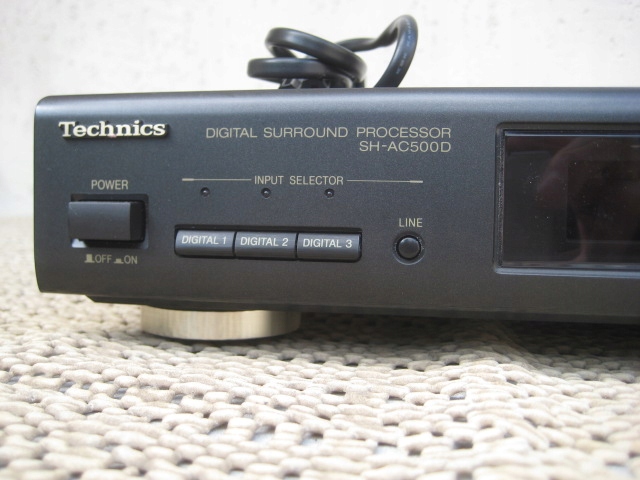 Technics
DIGITAL SURROUND PROCESSOR
SH-AC500D
POWER
INPUT SELECTOR
LINE
DIGITAL 1 DIGITAL 2 DIGITAL 3
OFF ON